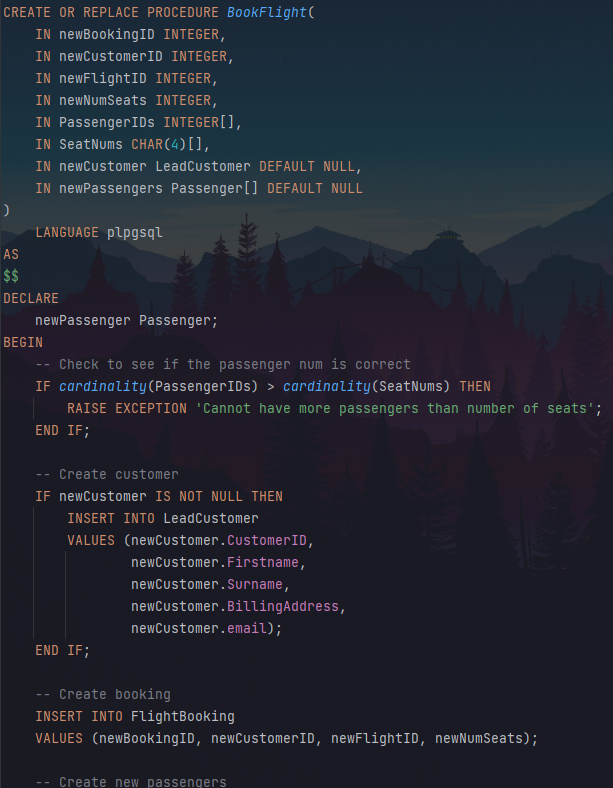 CREATE OR REPLACE PROCEDURE BookFlight(
    IN newBookingID INTEGER,
    IN newCustomerID INTEGER,
    IN newFlightID INTEGER,
    IN newNumSeats INTEGER,
    IN PassengerIDs INTEGER[],
    IN SeatNums CHAR(4)[],
    IN newCustomer LeadCustomer DEFAULT NULL,
    IN newPassengers Passenger[] DEFAULT NULL
)
    LANGUAGE plpgsql
AS
$$
DECLARE
    newPassenger Passenger;
BEGIN
    -- Check to see if the passenger num is correct
    IF cardinality(PassengerIDs) > cardinality(SeatNums) THEN
        RAISE EXCEPTION 'Cannot have more passengers than number of seats';
    END IF;

    -- Create customer
    IF newCustomer IS NOT NULL THEN
        INSERT INTO LeadCustomer
        VALUES (newCustomer.CustomerID,
                newCustomer.Firstname,
                newCustomer.Surname,
                newCustomer.BillingAddress,
                newCustomer.email);
    END IF;

    -- Create booking
    INSERT INTO FlightBooking
    VALUES (newBookingID, newCustomerID, newFlightID, newNumSeats);

    -- Create new passengers